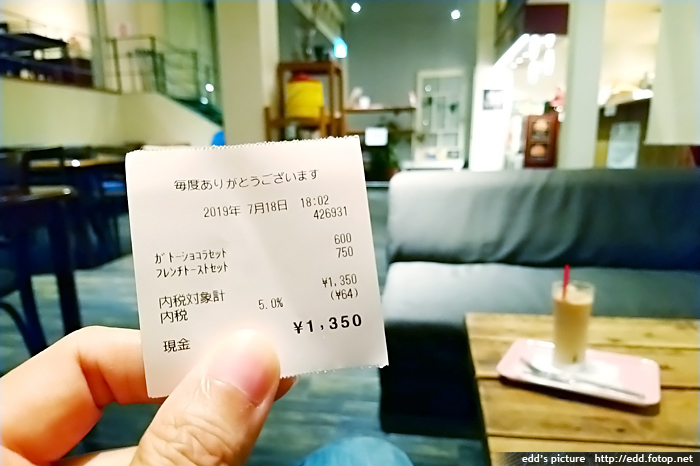 毎度ありがとうございます
2019年 7月18日 18:02
426931
ｶﾞﾄｰｼｮｺﾗｾｯﾄ 600
ﾌﾚﾝﾁﾄｰｽﾄｾｯﾄ 750
内税対象計 ¥1,350
内税 5.0% (¥64)
現金 ¥1,350
edd's picture http://edd.fotop.net